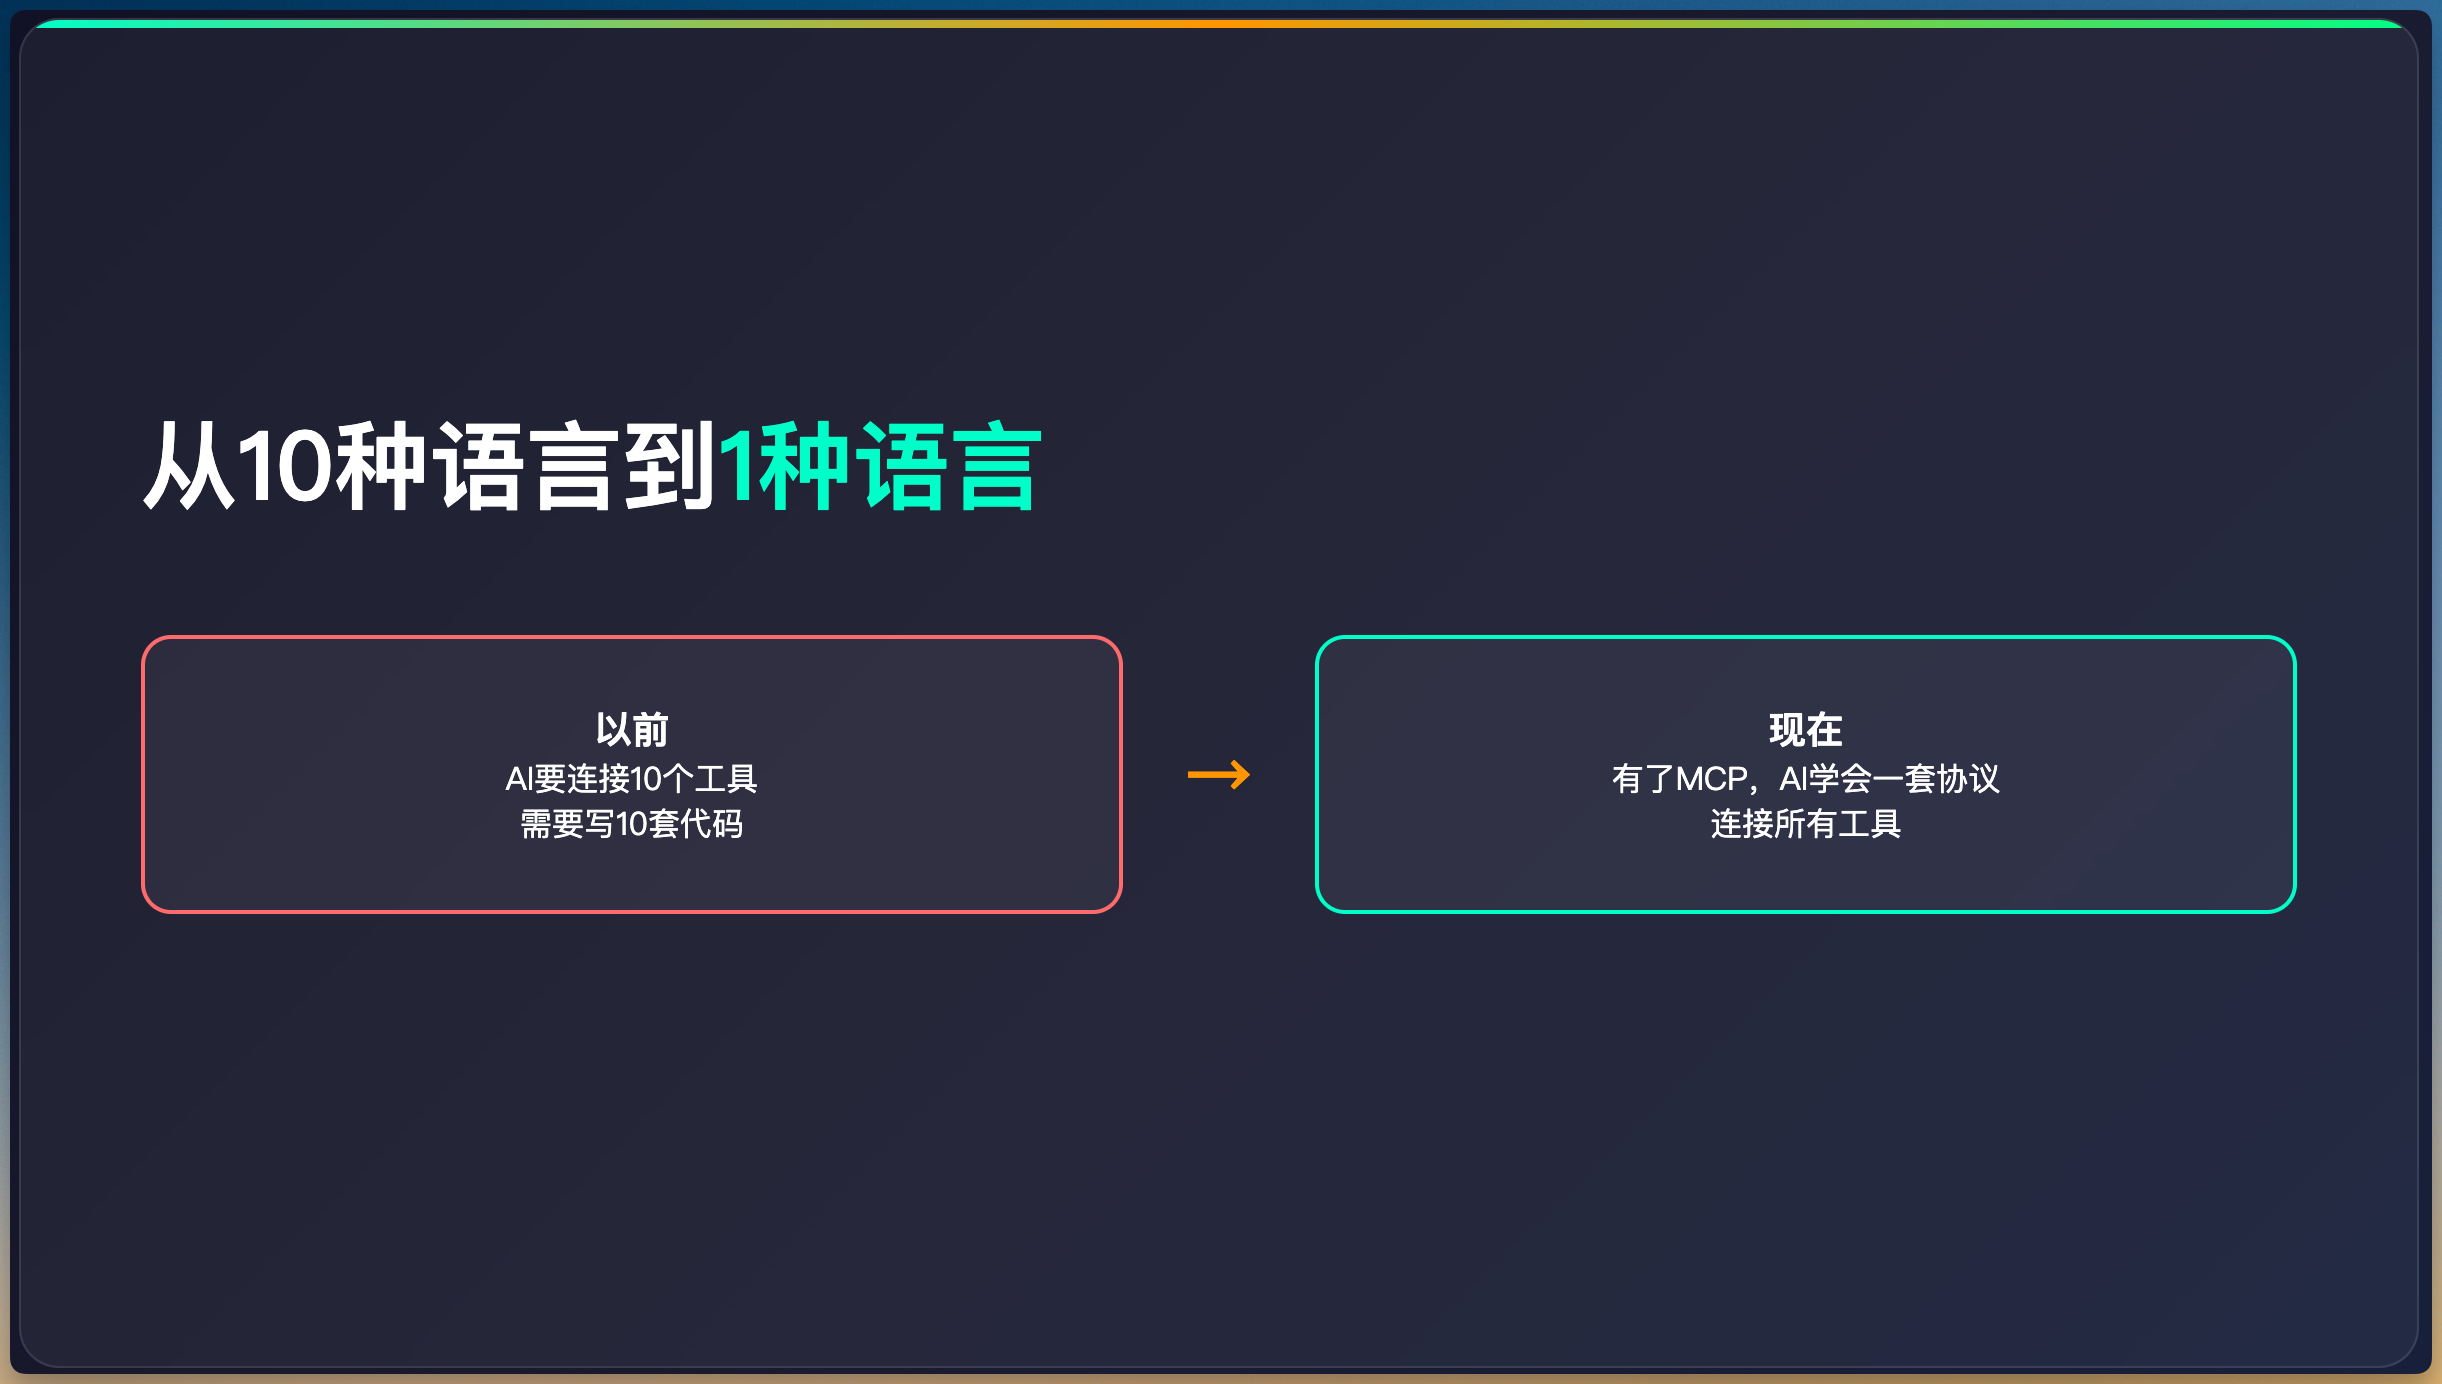 从10种语言到1种语言
以前
AI要连接10个工具
需要写10套代码
→
现在
有了MCP，AI学会一套协议
连接所有工具